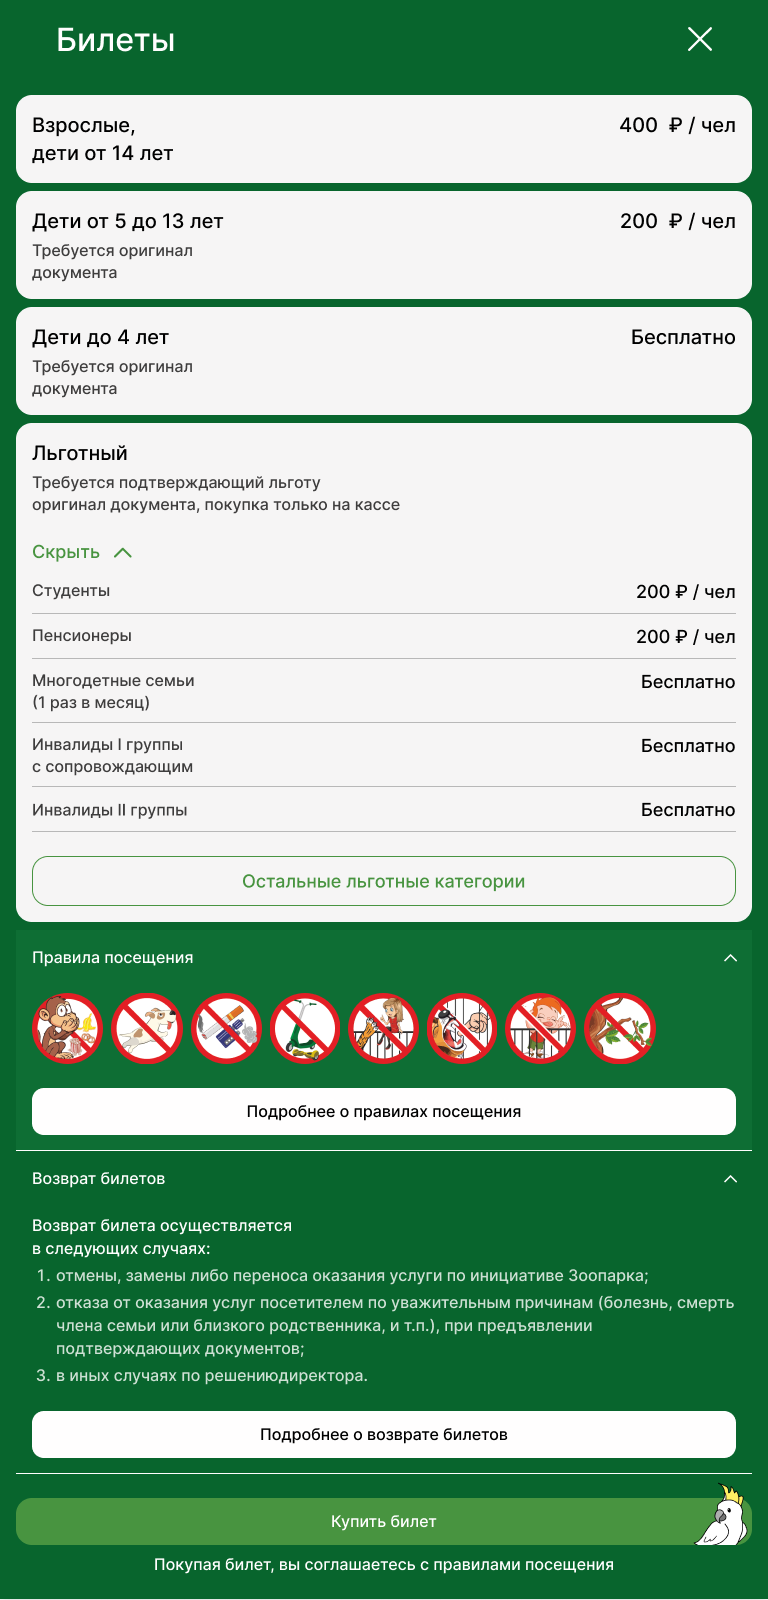 Билеты
Взрослые,
дети от 14 лет
400 ₽ / чел
Дети от 5 до 13 лет
200 ₽ / чел
Требуется оригинал
документа
Дети до 4 лет
Бесплатно
Требуется оригинал
документа
Льготный
Требуется подтверждающий льготу
оригинал документа, покупка только на кассе
Скрыть
Студенты
200 ₽ / чел
Пенсионеры
200 ₽ / чел
Многодетные семьи
(1 раз в месяц)
Бесплатно
Инвалиды I группы
с сопровождающим
Бесплатно
Инвалиды II группы
Бесплатно
Остальные льготные категории
Правила посещения
Подробнее о правилах посещения
Возврат билетов
Возврат билета осуществляется
в следующих случаях:
1. отмены, замены либо переноса оказания услуги по инициативе Зоопарка;
2. отказа от оказания услуг посетителем по уважительным причинам (болезнь, смерть
члена семьи или близкого родственника, и т.п.), при предъявлении
подтверждающих документов;
3. в иных случаях по решениюдиректора.
Подробнее о возврате билетов
Купить билет
Покупая билет, вы соглашаетесь с правилами посещения